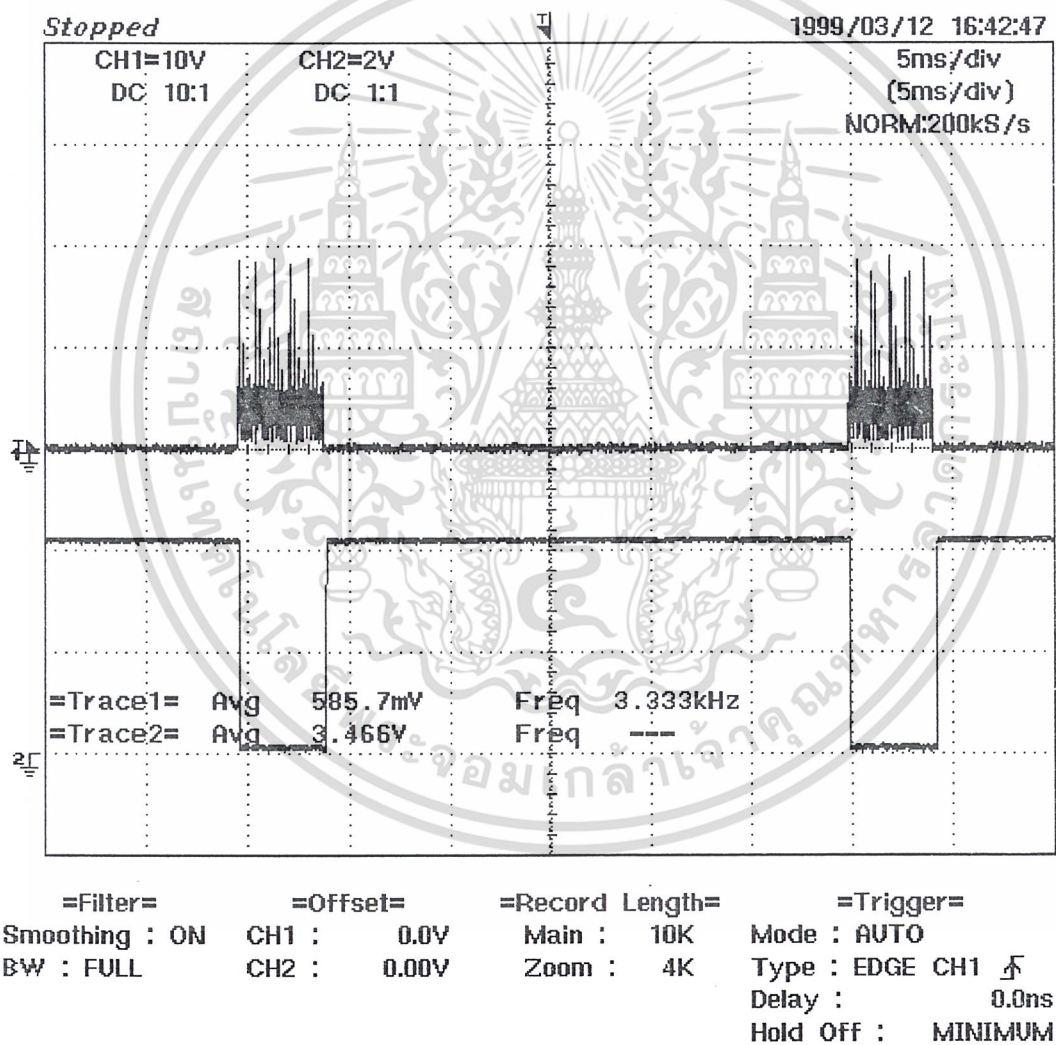 Stopped 1999/03/12 16:42:47
CH1=10V CH2=2V 5ms/div
DC 10:1 DC 1:1 (5ms/div)
NORM:200kS/s
=Trace1= Avg 585.7mV Freq 3.333kHz
=Trace2= Avg 3.466V Freq ---
=Filter= =Offset= =Record Length= =Trigger=
Smoothing : ON CH1 : 0.0V Main : 10K Mode : AUTO
BW : FULL CH2 : 0.00V Zoom : 4K Type : EDGE CH1
Delay : 0.0ns
Hold Off : MINIMUM